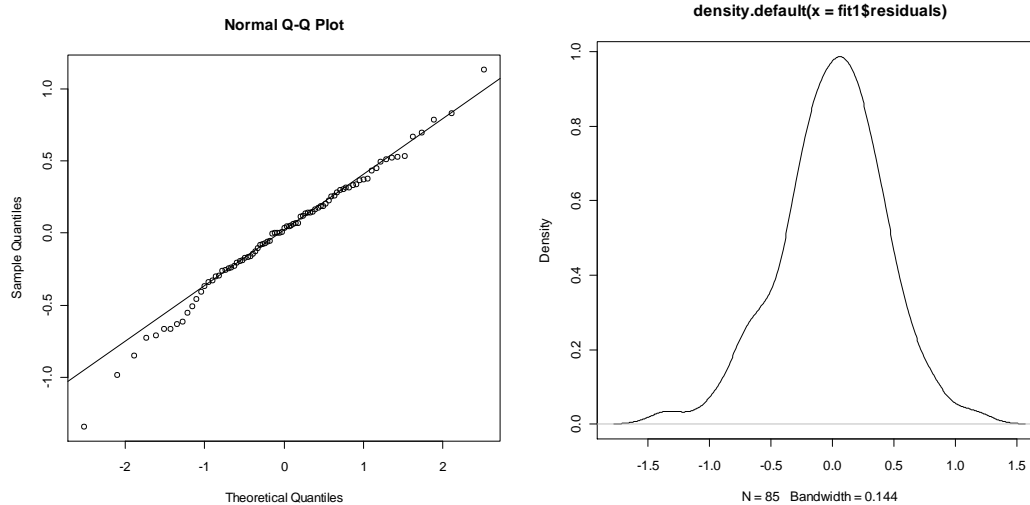 Normal Q-Q Plot
1.0
0.5
0.0
-0.5
-1.0
Sample Quantiles
-2 -1 0 1 2
Theoretical Quantiles
density.default(x = fit1$residuals)
1.0
0.8
0.6
0.4
0.2
0.0
Density
-1.5 -1.0 -0.5 0.0 0.5 1.0 1.5
N = 85 Bandwidth = 0.144